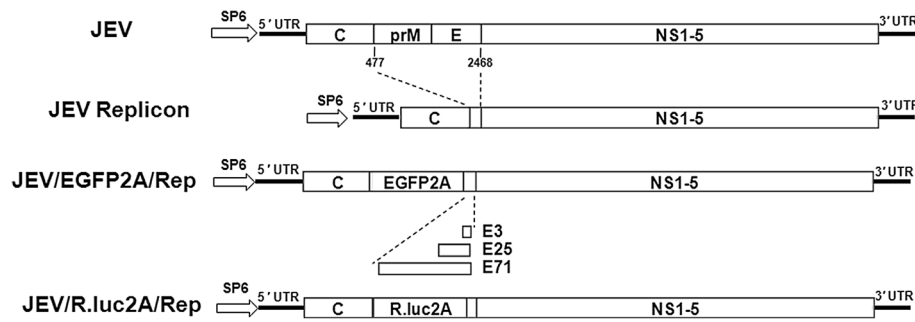 JEV SP6 5′ UTR C prM E NS1-5 3′ UTR
477 2468
JEV Replicon SP6 5′ UTR C NS1-5 3′ UTR
JEV/EGFP2A/Rep SP6 5′ UTR C EGFP2A NS1-5 3′ UTR
E3
E25
E71
JEV/R.luc2A/Rep SP6 5′ UTR C R.luc2A NS1-5 3′ UTR